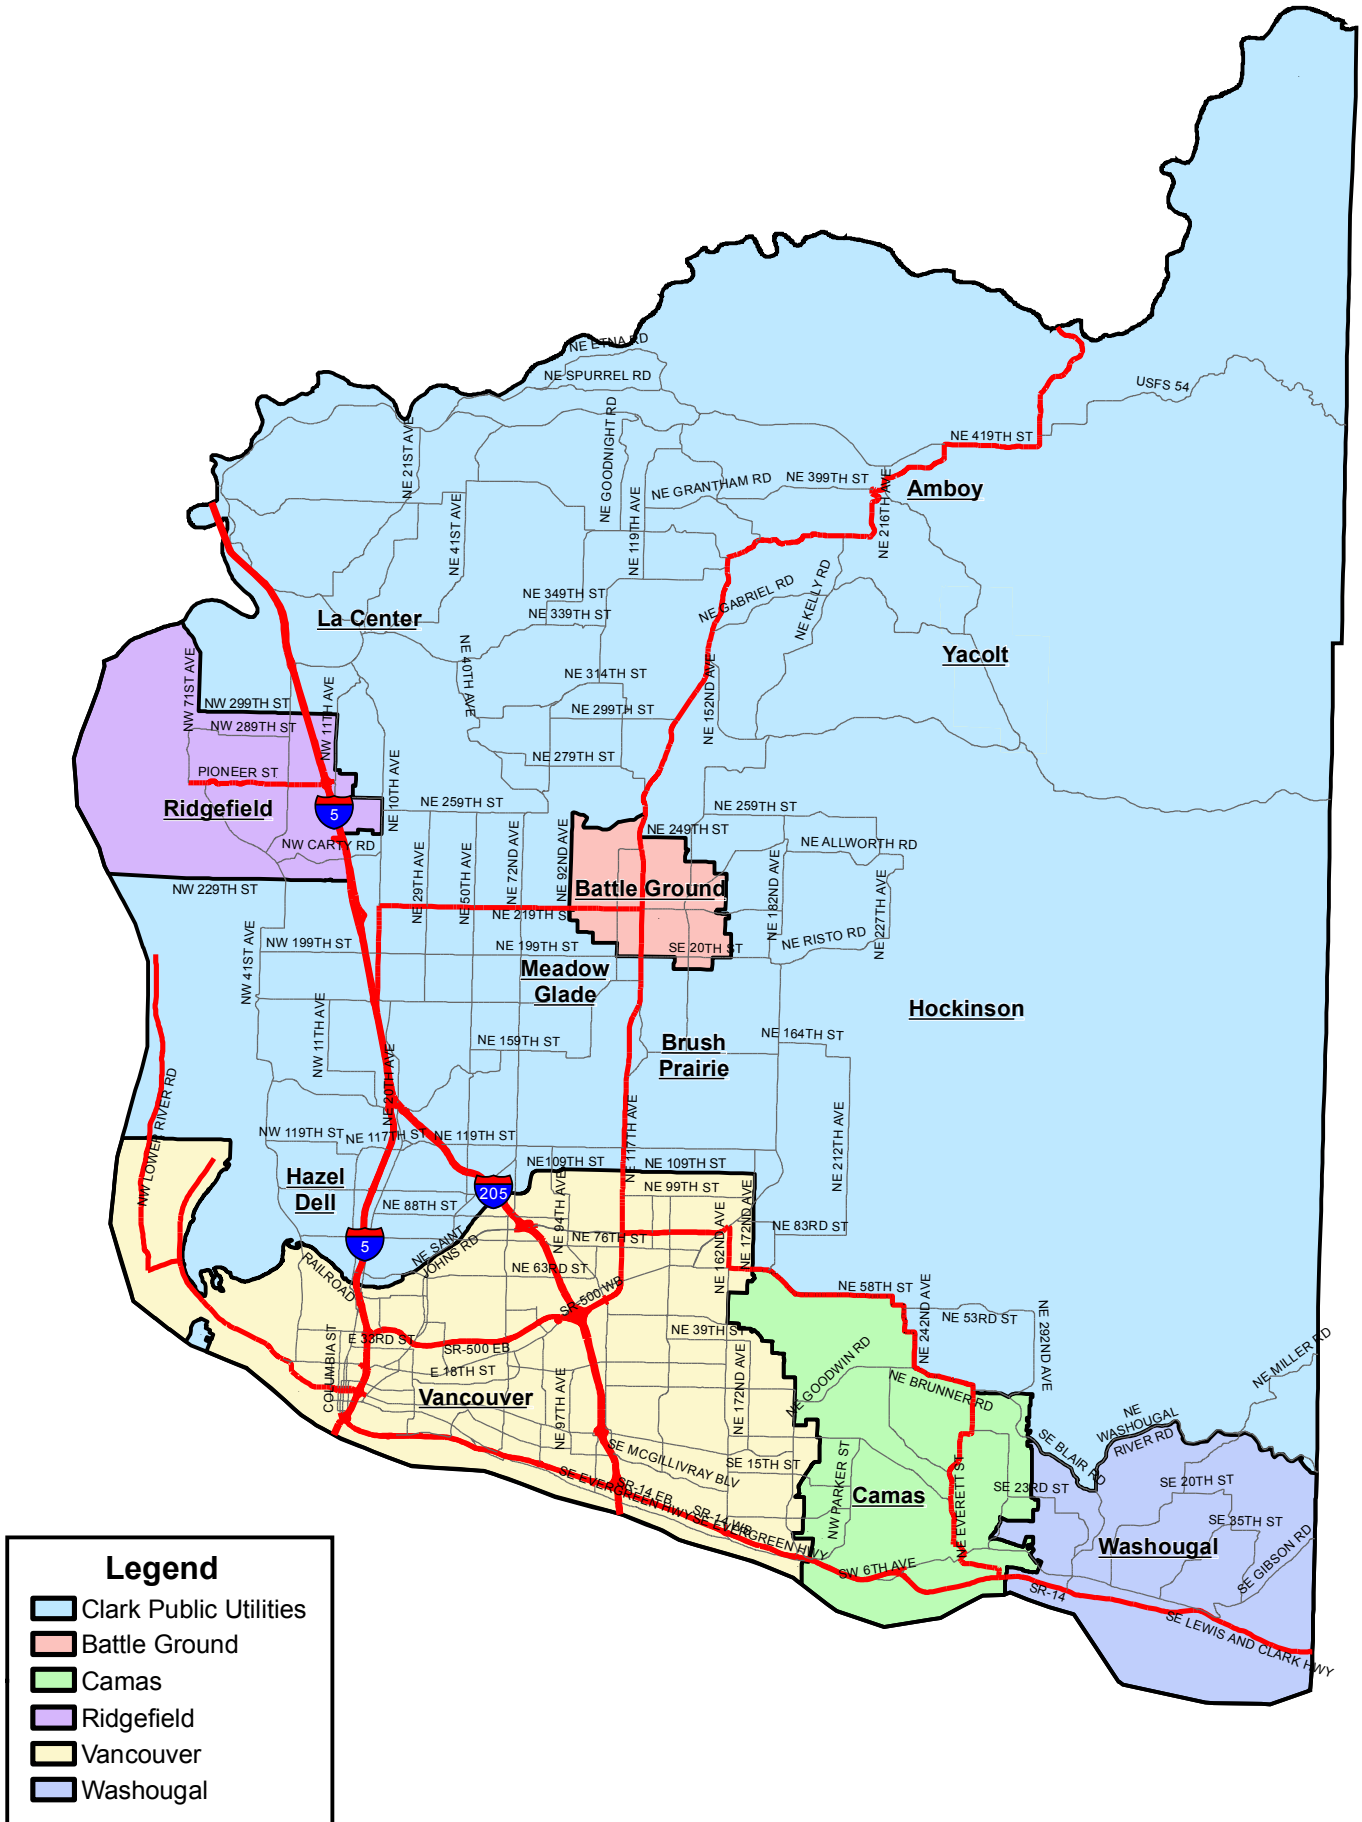 NE ETNA RD
NE SPURREL RD
USFS 54
NE GOODNIGHT RD
NE 21ST AVE
NE 419TH ST
NE GRANTHAM RD
NE 399TH ST
Amboy
NE 41ST AVE
NE 119TH AVE
NE 216TH AVE
NE 349TH ST
NE 339TH ST
NE GABRIEL RD
NE KELLY RD
La Center
Yacolt
NE 40TH AVE
NW 71ST AVE
NE 314TH ST
NE 152ND AVE
NW 299TH ST
NW 11TH AVE
NE 299TH ST
NW 289TH ST
NE 279TH ST
PIONEER ST
NE 10TH AVE
Ridgefield
5
NE 259TH ST
NE 259TH ST
NE 249TH ST
NW CARTY RD
NE ALLWORTH RD
NE 29TH AVE
NE 50TH AVE
NE 72ND AVE
NE 92ND AVE
Battle Ground
NE 182ND AVE
NE 227TH AVE
NW 229TH ST
NE 219TH S
NW 41ST AVE
NW 199TH ST
NE 199TH ST
SE 20TH ST
NE RISTO RD
Meadow
Glade
Hockinson
NW 11TH AVE
NE 159TH ST
Brush
Prairie
NE 164TH ST
NE 20TH AVE
NW LOWER RIVER RD
NE 117TH AVE
NE 212TH AVE
NW 119TH ST
NE 117TH ST
NE 119TH ST
NE109TH ST
NE 109TH ST
Hazel
Dell
205
NE 94TH AVE
NE 99TH ST
NE 88TH ST
NE 162ND AVE
NE 172ND AVE
NE 83RD ST
5
NE SAINT
JOHNS RD
NE 76TH ST
RAILROAD
NE 63RD ST
SR-500 WB
NE 58TH ST
NE 242ND AVE
NE 53RD ST
NE 292ND AVE
COLUMBIA ST
E 33RD ST
SR-500 EB
NE 39TH ST
NE MILLER RD
E 18TH ST
NE 172ND AVE
NE GOODWIN RD
NE BRUNNER RD
Vancouver
NE 97TH AVE
NE
WASHOUGAL
RIVER RD
SE MCGILLIVRAY BLV
SE 15TH ST
NW PARKER ST
SE BLAIR RD
SE EVERGREEN HWY
SR-14 EB
SR-14 WB
SE EVERGREEN HWY
Camas
NE EVERETT ST
SE 23RD ST
SE 20TH ST
SE 35TH ST
Washougal
SE GIBSON RD
SW 6TH AVE
SR-14
SE LEWIS AND CLARK HWY
Legend
Clark Public Utilities
Battle Ground
Camas
Ridgefield
Vancouver
Washougal